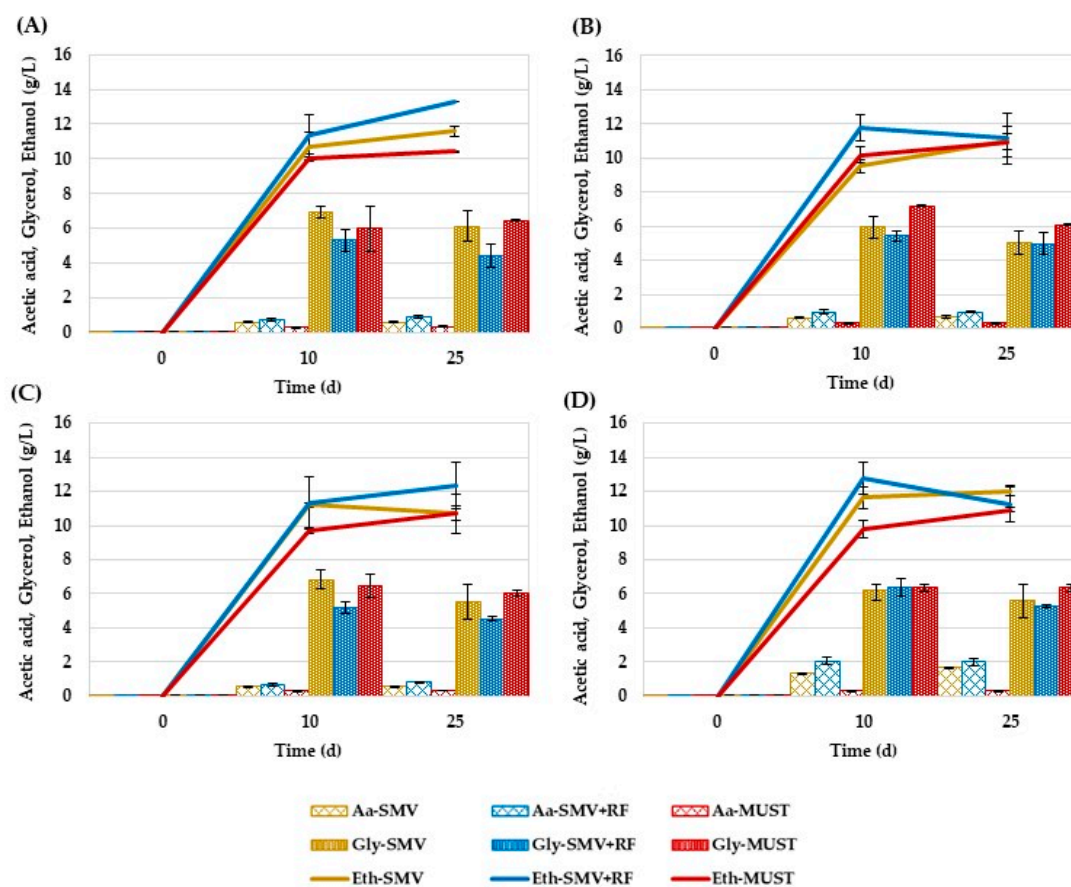 (A)
Acetic acid, Glycerol, Ethanol (g/L)
16
14
12
10
8
6
4
2
0
0 10 25
Time (d)
(B)
Acetic acid, Glycerol, Ethanol (g/L)
16
14
12
10
8
6
4
2
0
0 10 25
Time (d)
(C)
Acetic acid, Glycerol, Ethanol (g/L)
16
14
12
10
8
6
4
2
0
0 10 25
Time (d)
(D)
Acetic acid, Glycerol, Ethanol (g/L)
16
14
12
10
8
6
4
2
0
0 10 25
Time (d)
Aa-SMV Aa-SMV+RF Aa-MUST
Gly-SMV Gly-SMV+RF Gly-MUST
Eth-SMV Eth-SMV+RF Eth-MUST